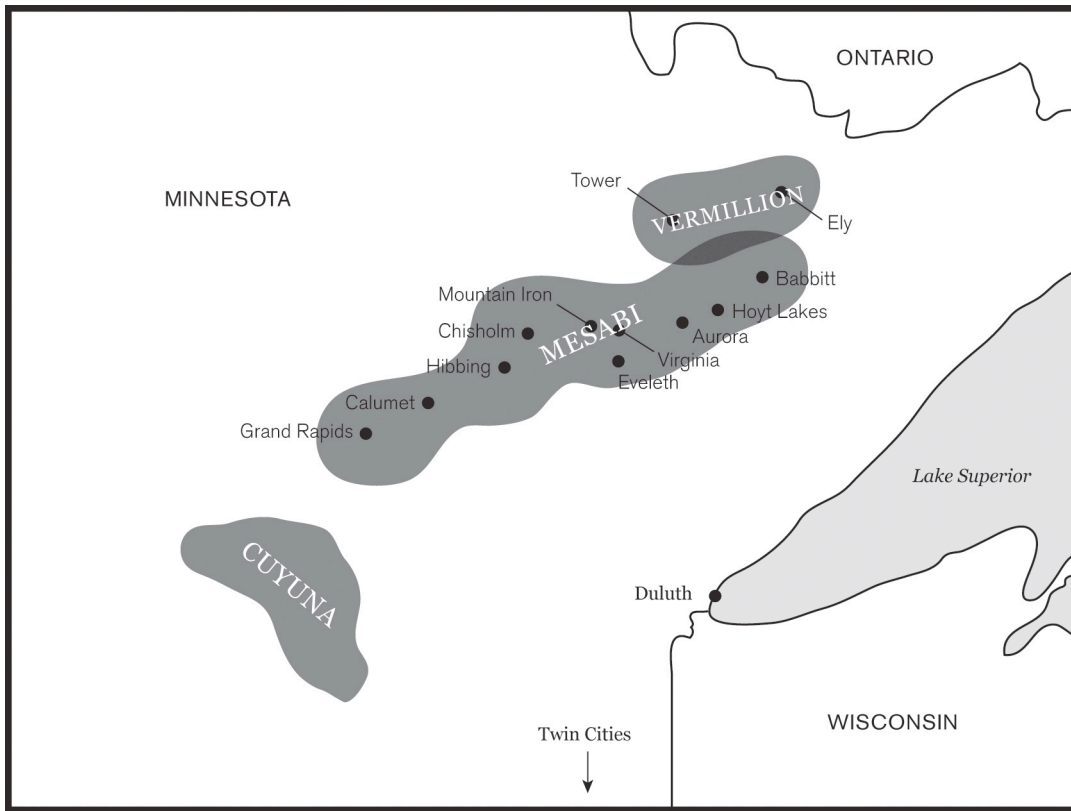 ONTARIO
MINNESOTA
Tower
VERMILLION
Ely
Babbitt
Mountain Iron
Hoyt Lakes
Chisholm
MESABI
Aurora
Virginia
Hibbing
Eveleth
Calumet
Grand Rapids
Lake Superior
CUYUNA
Duluth
WISCONSIN
Twin Cities